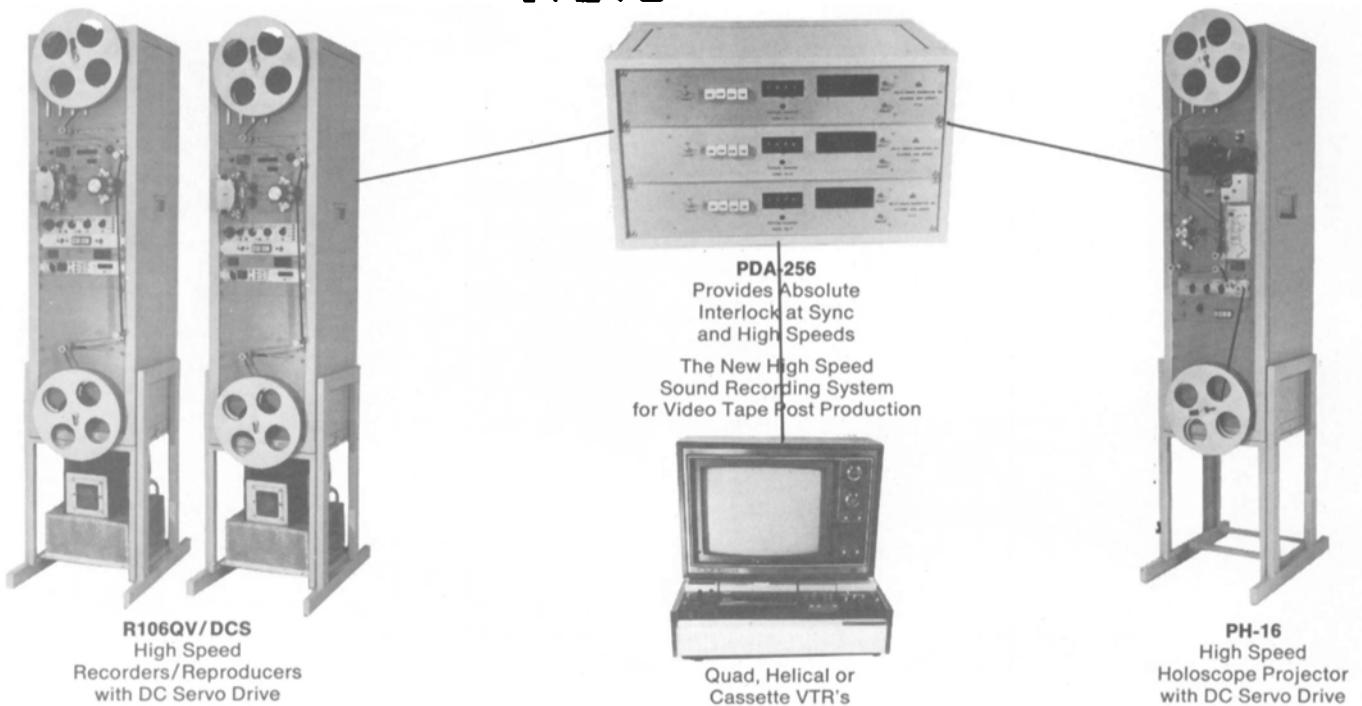 PDA-256
Provides Absolute
Interlock at Sync
and High Speeds
The New High Speed
Sound Recording System
for Video Tape Post Production
R106QV/DCS
High Speed
Recorders/Reproducers
with DC Servo Drive
Quad, Helical or
Cassette VTR's
PH-16
High Speed
Holoscope Projector
with DC Servo Drive